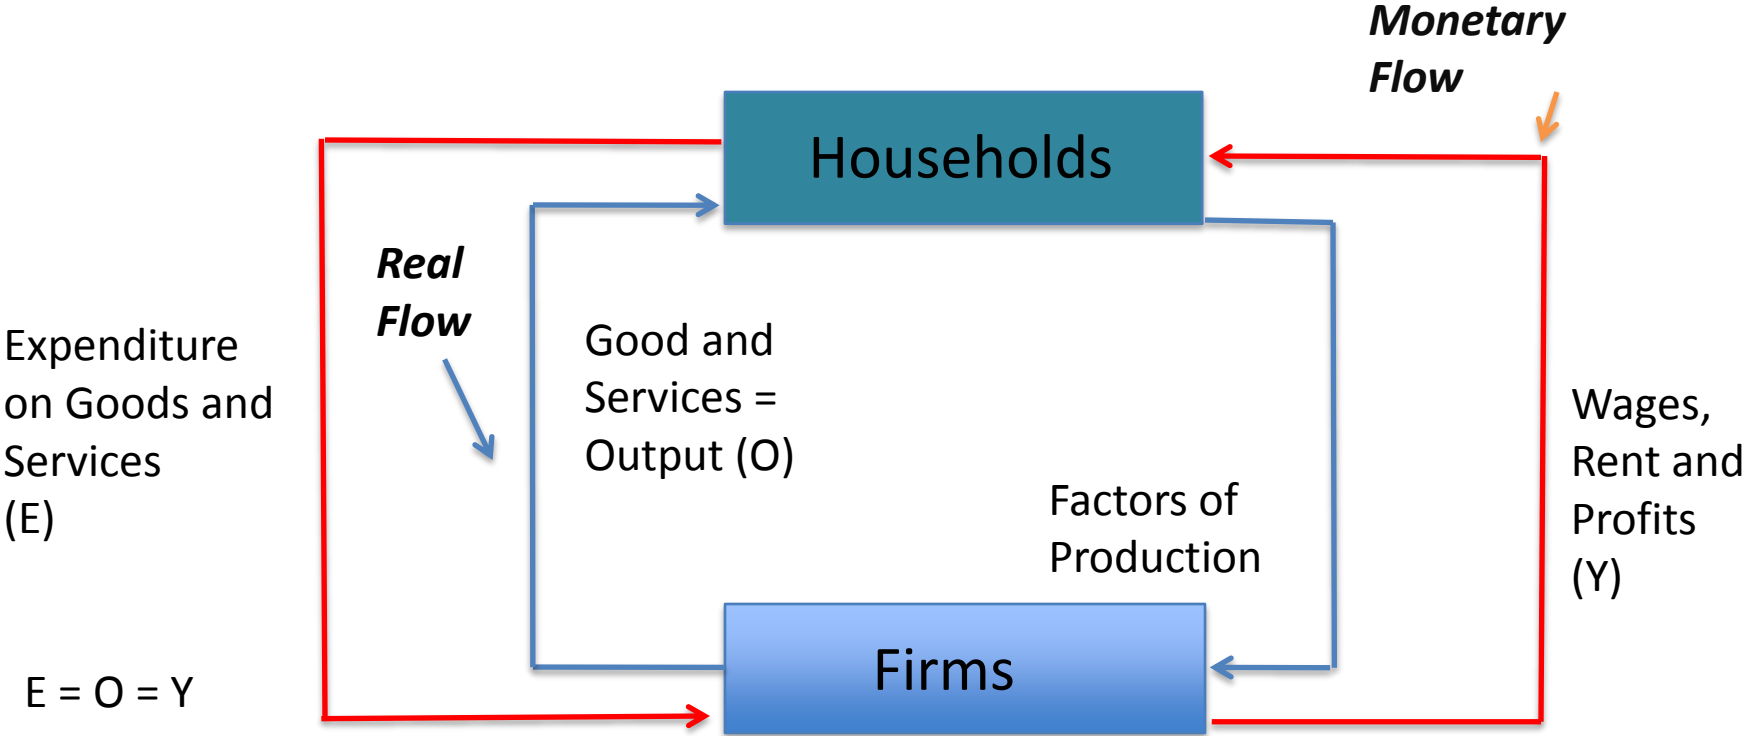 Monetary
Flow
Households
Real
Flow
Expenditure
on Goods and
Services
(E)
Good and
Services =
Output (O)
Factors of
Production
Wages,
Rent and
Profits
(Y)
Firms
E = O = Y